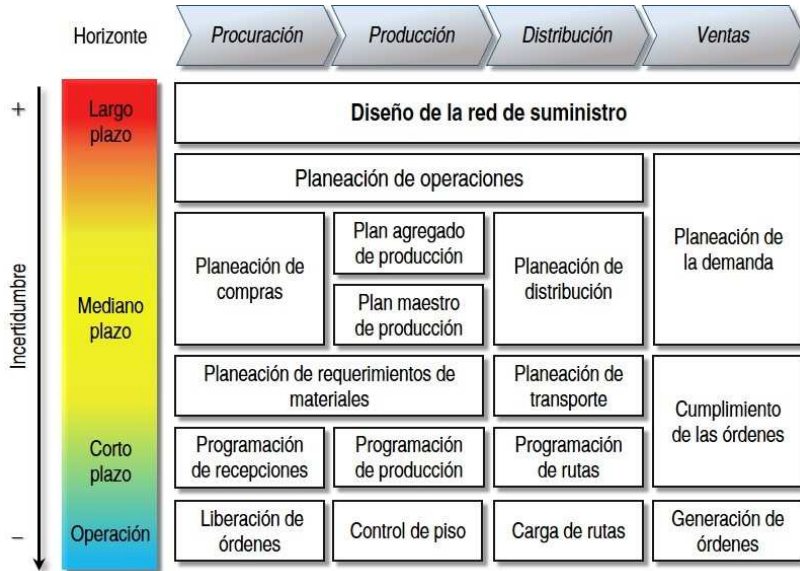 Horizonte
Procuración
Producción
Distribución
Ventas
+
Largo
plazo
Diseño de la red de suministro
Planeación de operaciones
Planeación de
la demanda
Incertidumbre
Mediano
plazo
Planeación de
compras
Plan agregado
de producción
Plan maestro
de producción
Planeación de
distribución
Planeación de requerimientos de
materiales
Planeación de
transporte
Cumplimiento
de las órdenes
Corto
plazo
Programación
de recepciones
Programación
de producción
Programación
de rutas
–
Operación
Liberación de
órdenes
Control de piso
Carga de rutas
Generación de
órdenes